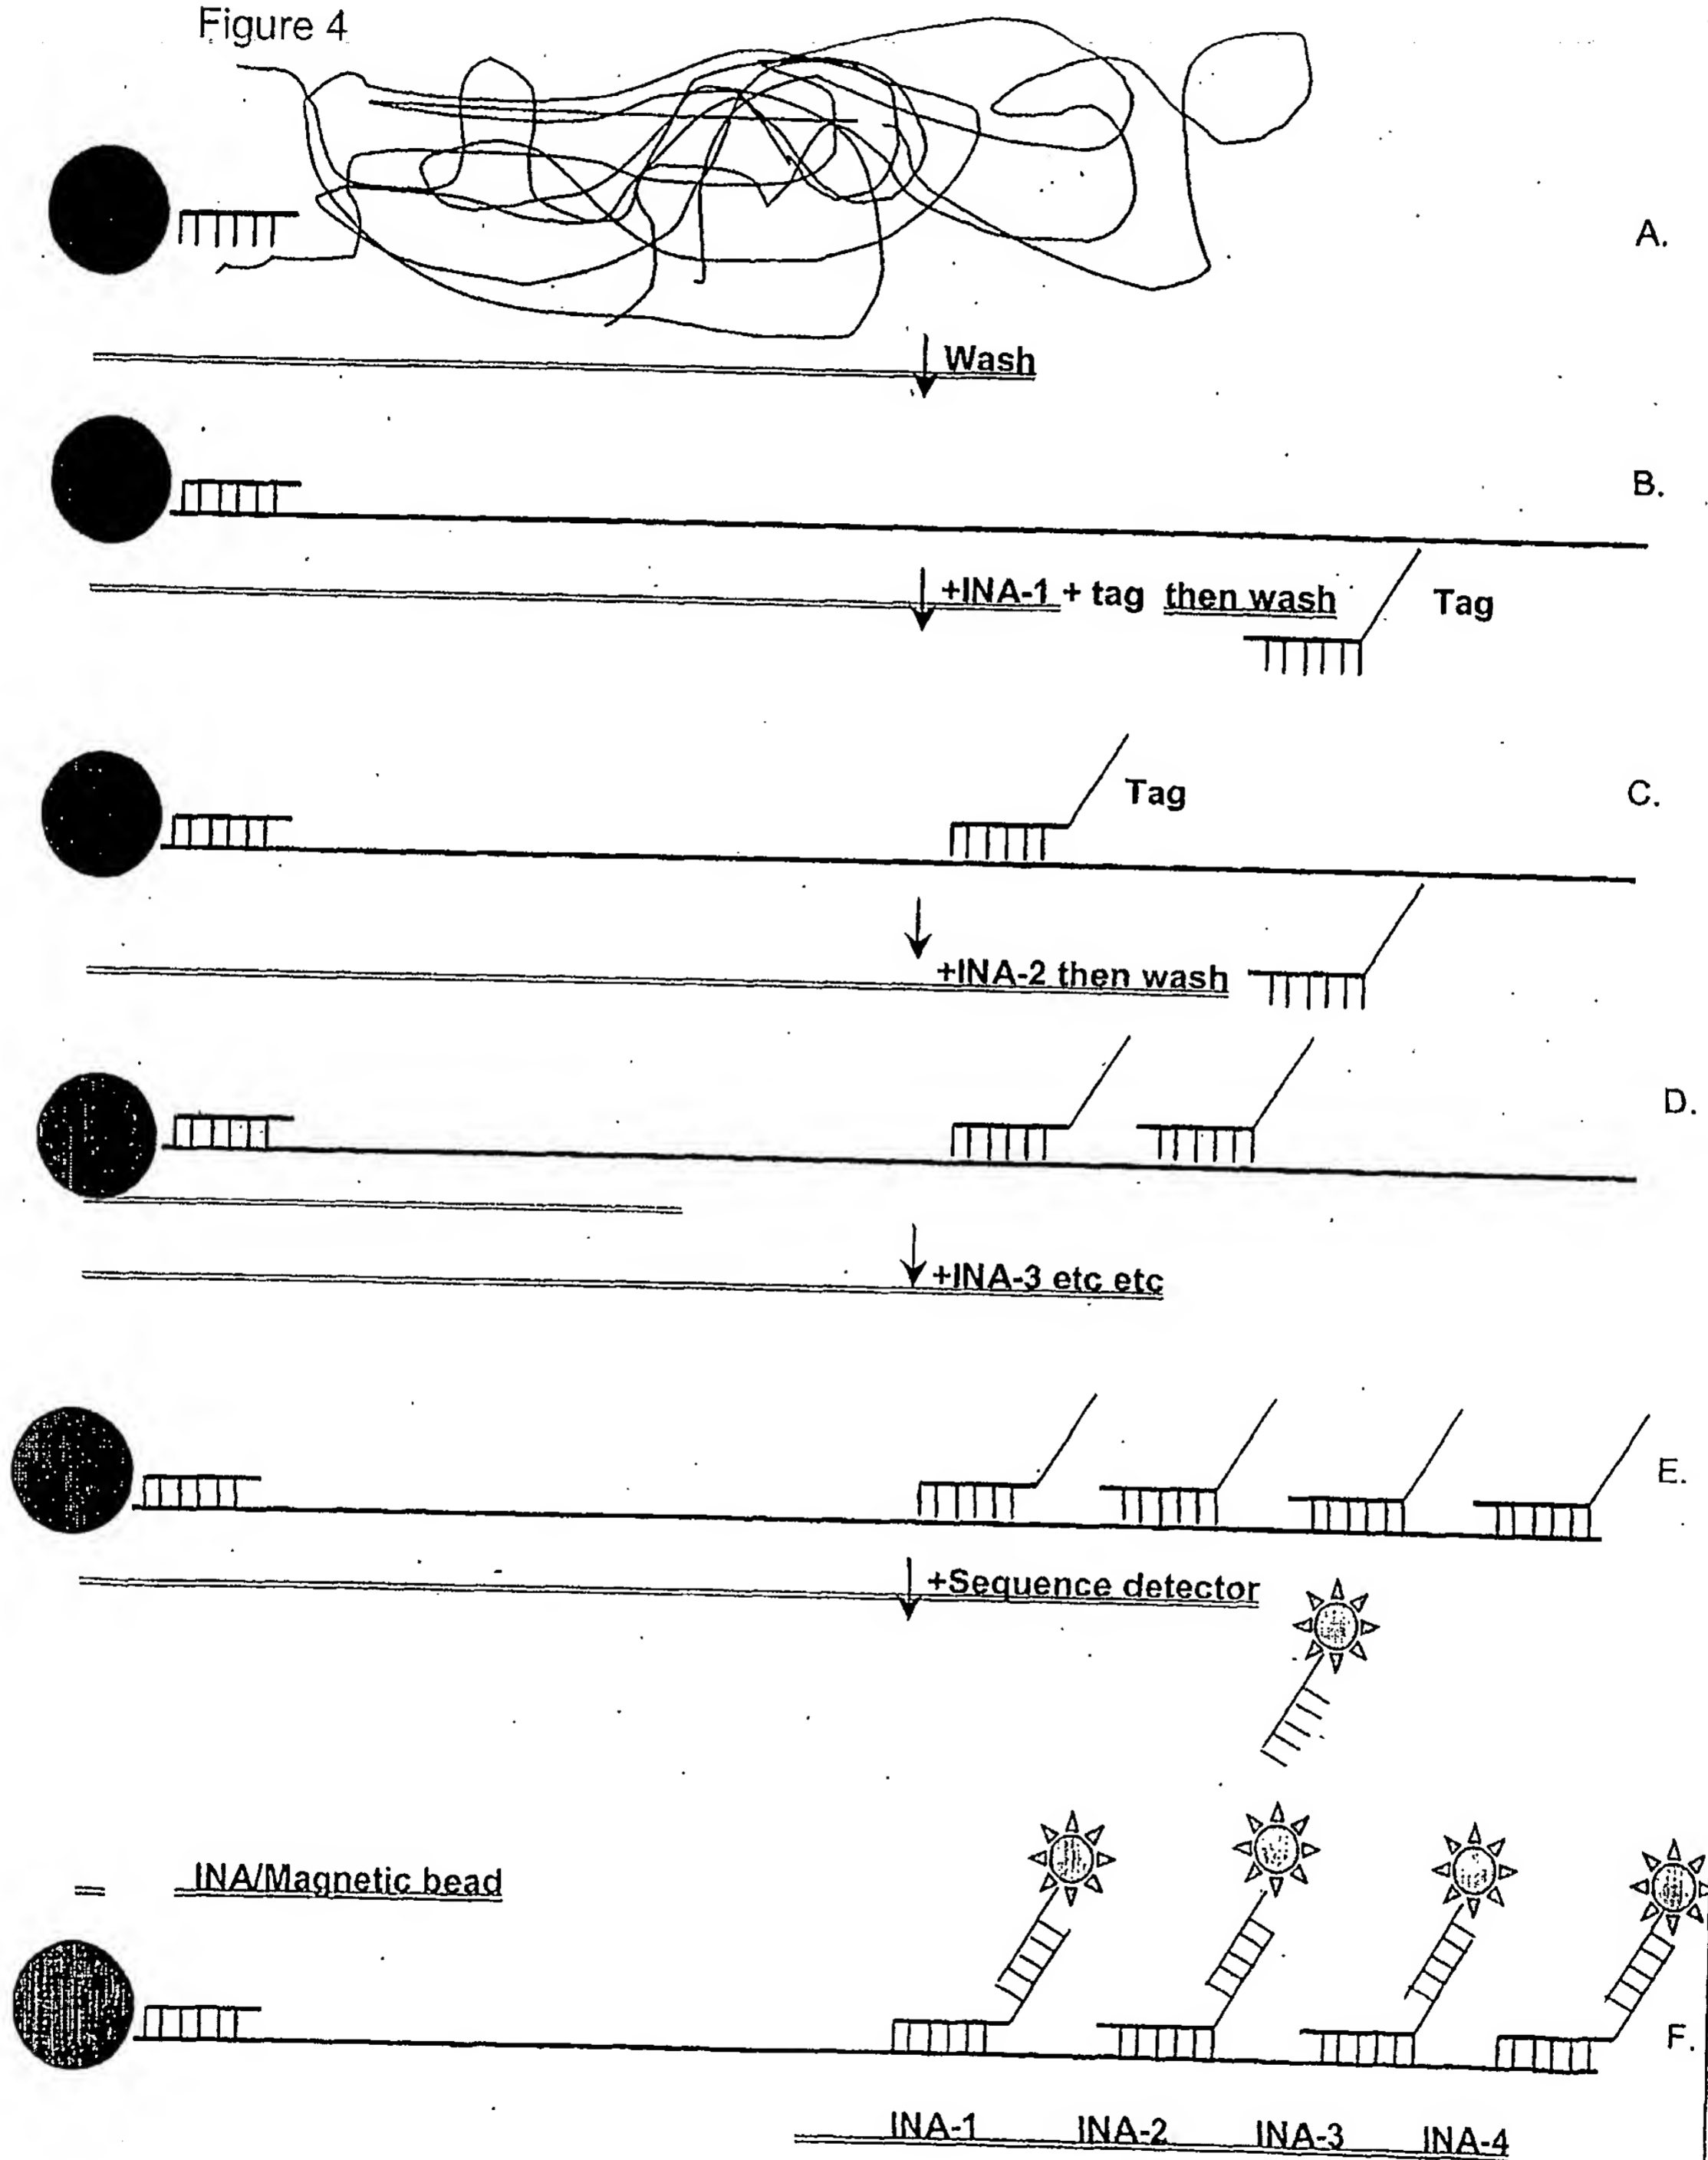 Figure 4
A.
Wash
B.
+INA-1 + tag then wash
Tag
Tag
C.
+INA-2 then wash
D.
+INA-3 etc etc
E.
+Sequence detector
INA/Magnetic bead
F.
INA-1 INA-2 INA-3 INA-4